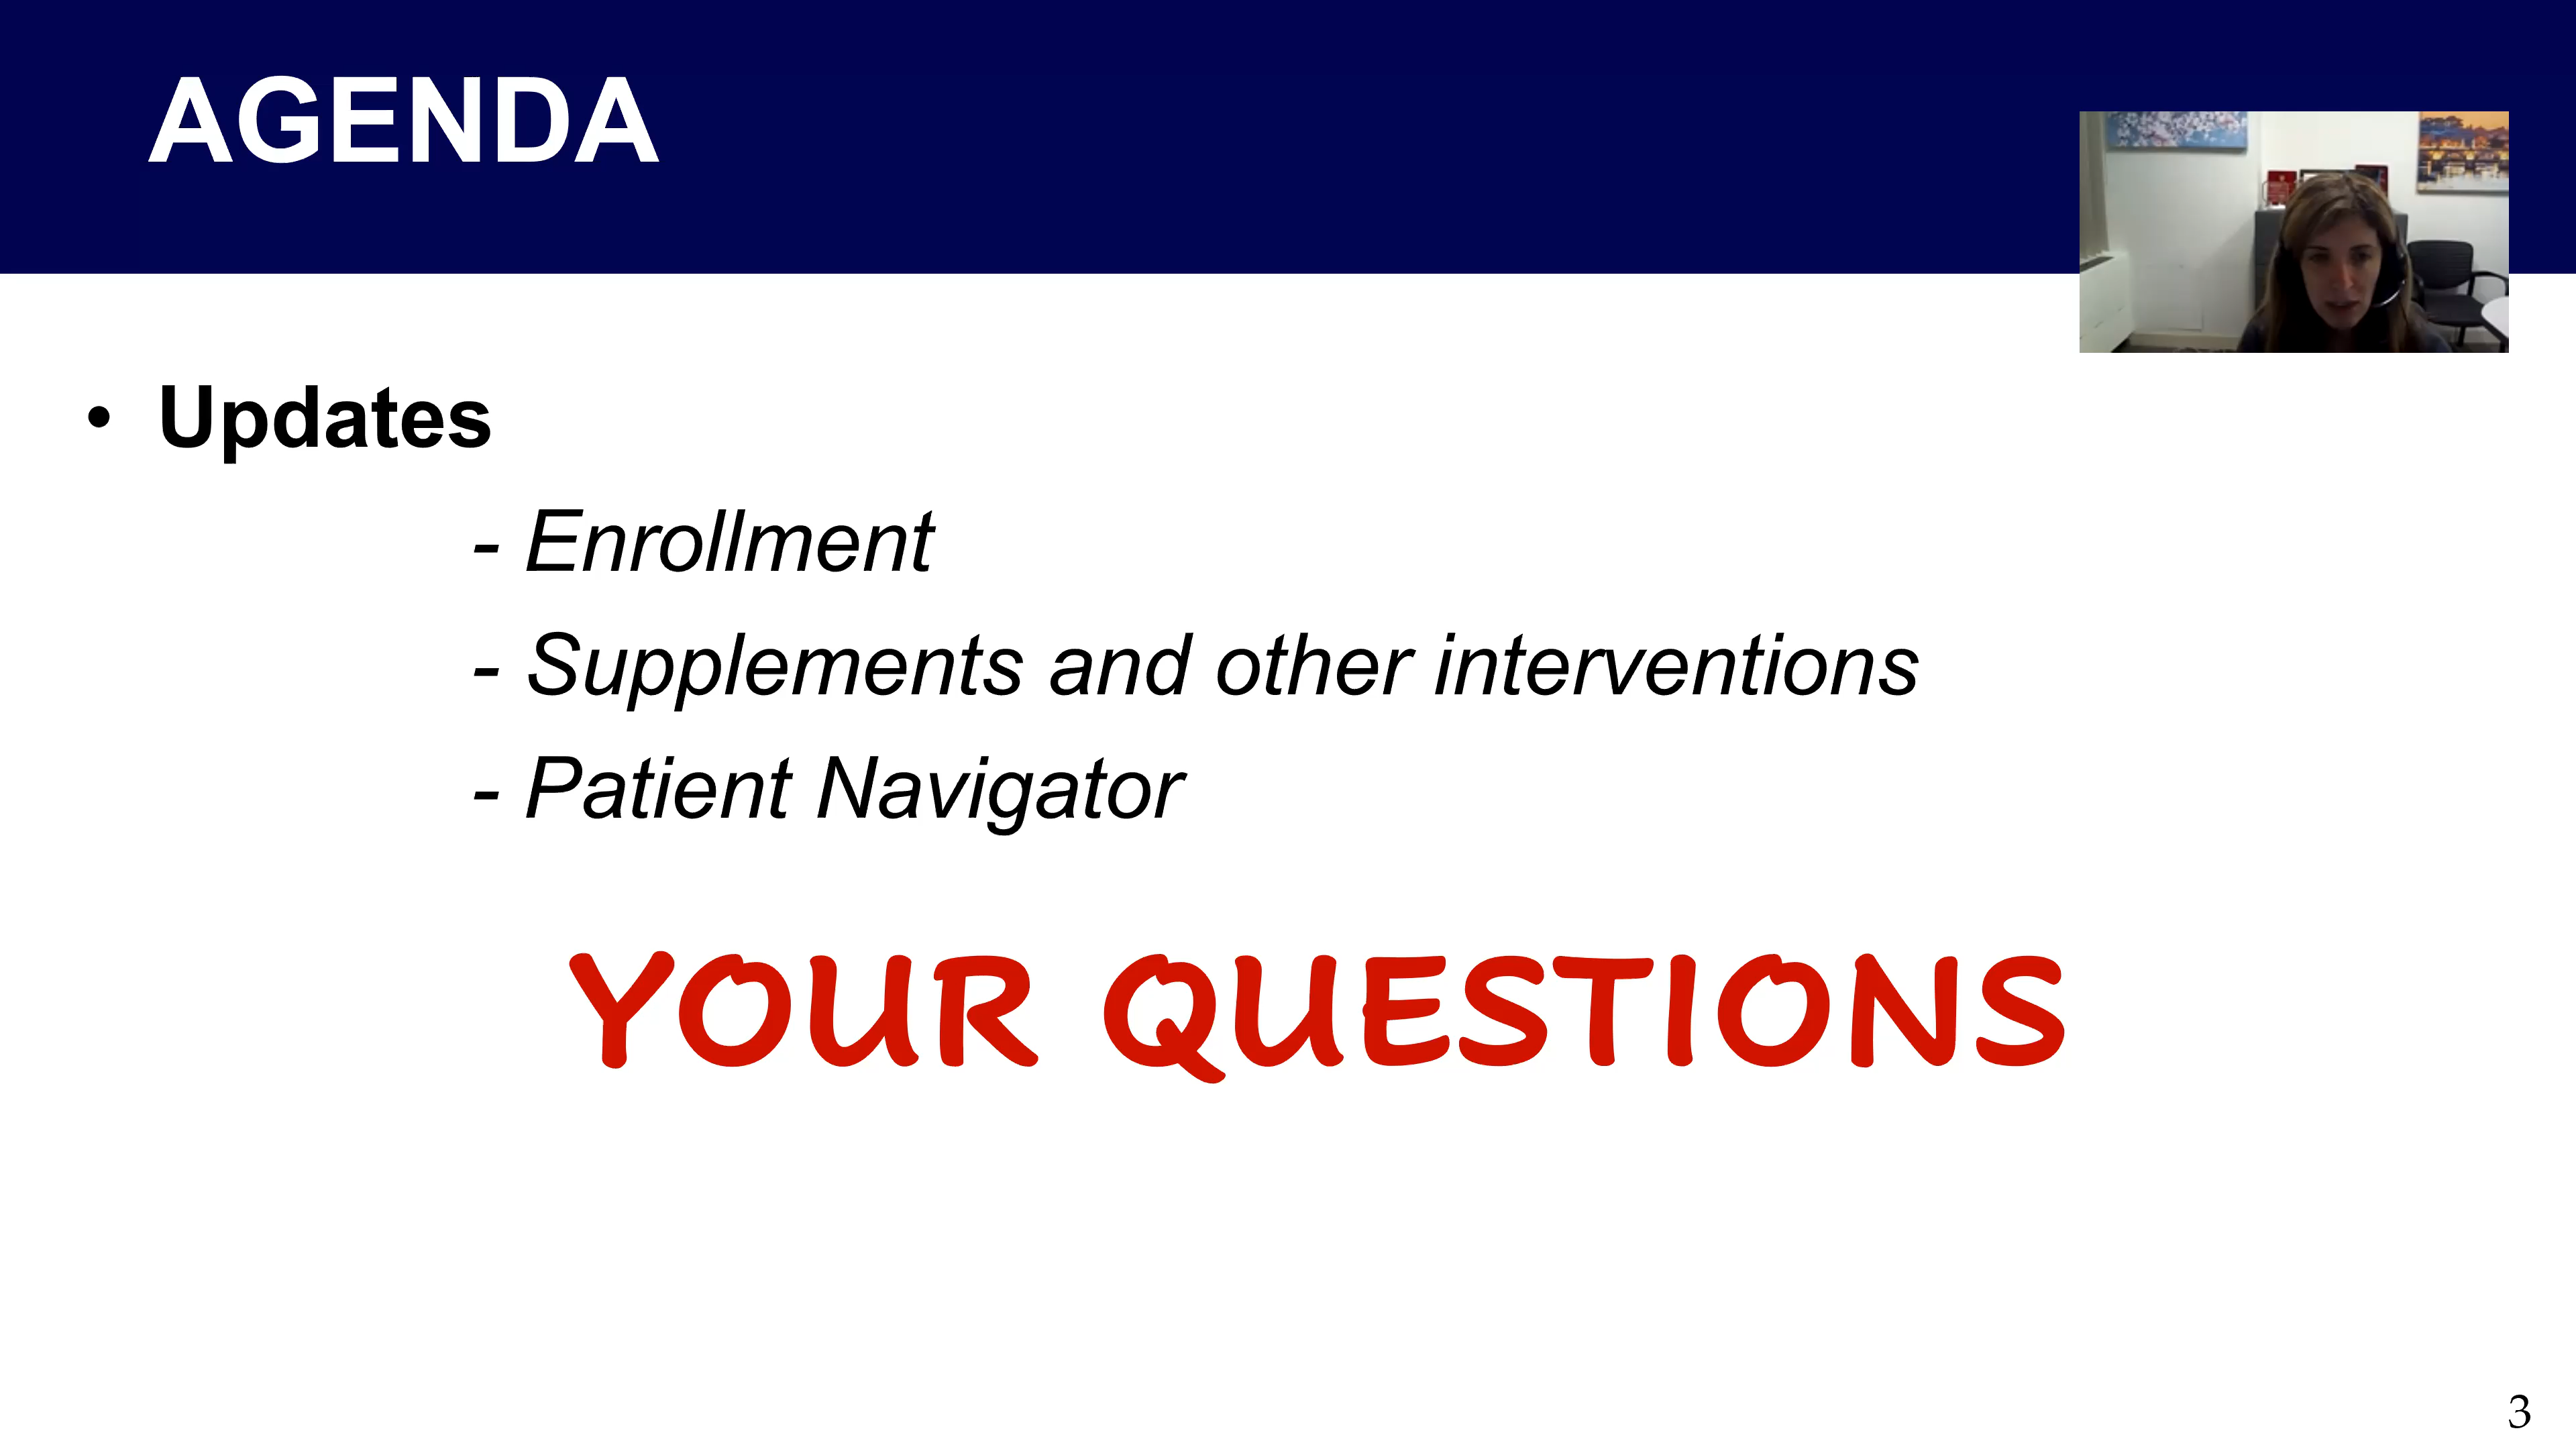 AGENDA
• Updates
- Enrollment
- Supplements and other interventions
- Patient Navigator
YOUR QUESTIONS
3